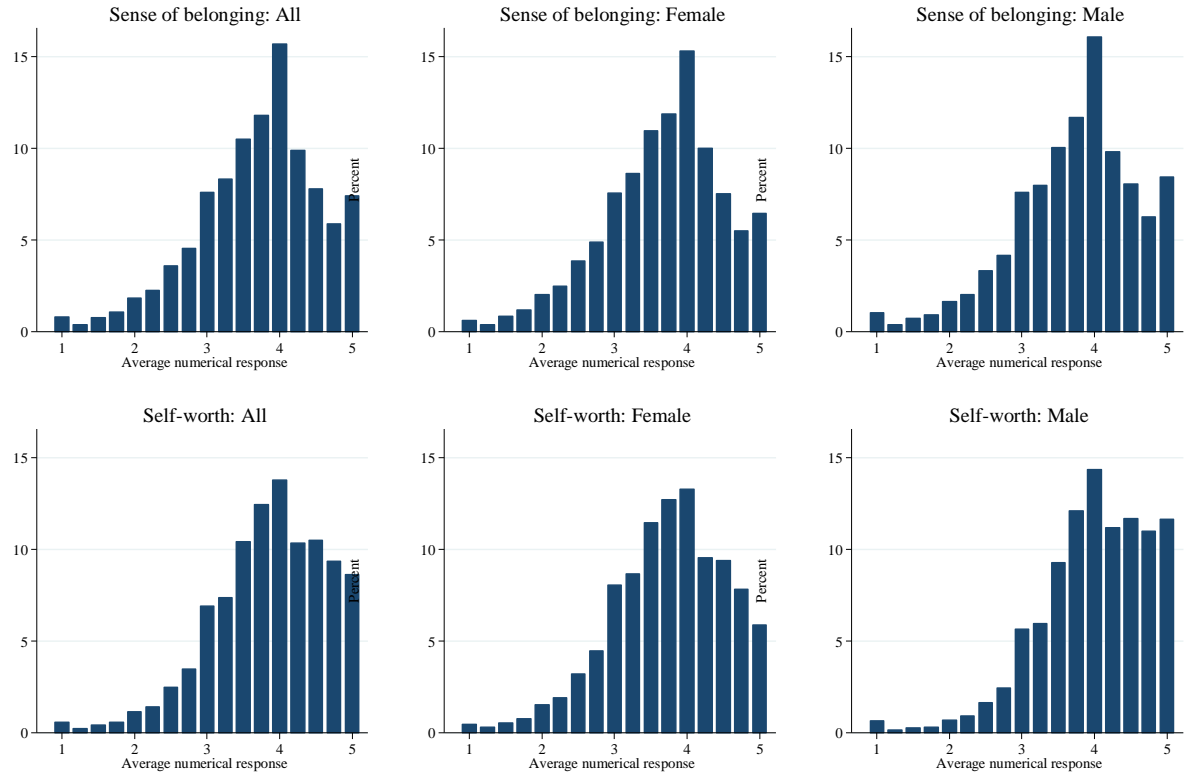 Sense of belonging: All
15
10
5
0
1 2 3 4 5
Average numerical response
Percent
Sense of belonging: Female
15
10
5
0
1 2 3 4 5
Average numerical response
Percent
Sense of belonging: Male
15
10
5
0
1 2 3 4 5
Average numerical response
Self-worth: All
15
10
5
0
1 2 3 4 5
Average numerical response
Percent
Self-worth: Female
15
10
5
0
1 2 3 4 5
Average numerical response
Percent
Self-worth: Male
15
10
5
0
1 2 3 4 5
Average numerical response